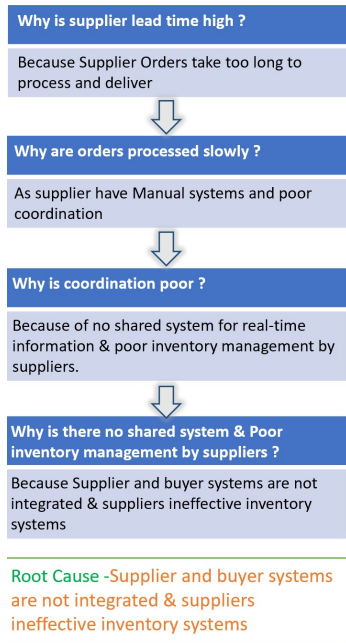 Why is supplier lead time high ?
Because Supplier Orders take too long to
process and deliver
Why are orders processed slowly ?
As supplier have Manual systems and poor
coordination
Why is coordination poor ?
Because of no shared system for real-time
information & poor inventory management by
suppliers.
Why is there no shared system & Poor
inventory management by suppliers ?
Because Supplier and buyer systems are not
integrated & suppliers ineffective inventory
systems
Root Cause -Supplier and buyer systems
are not integrated & suppliers
ineffective inventory systems